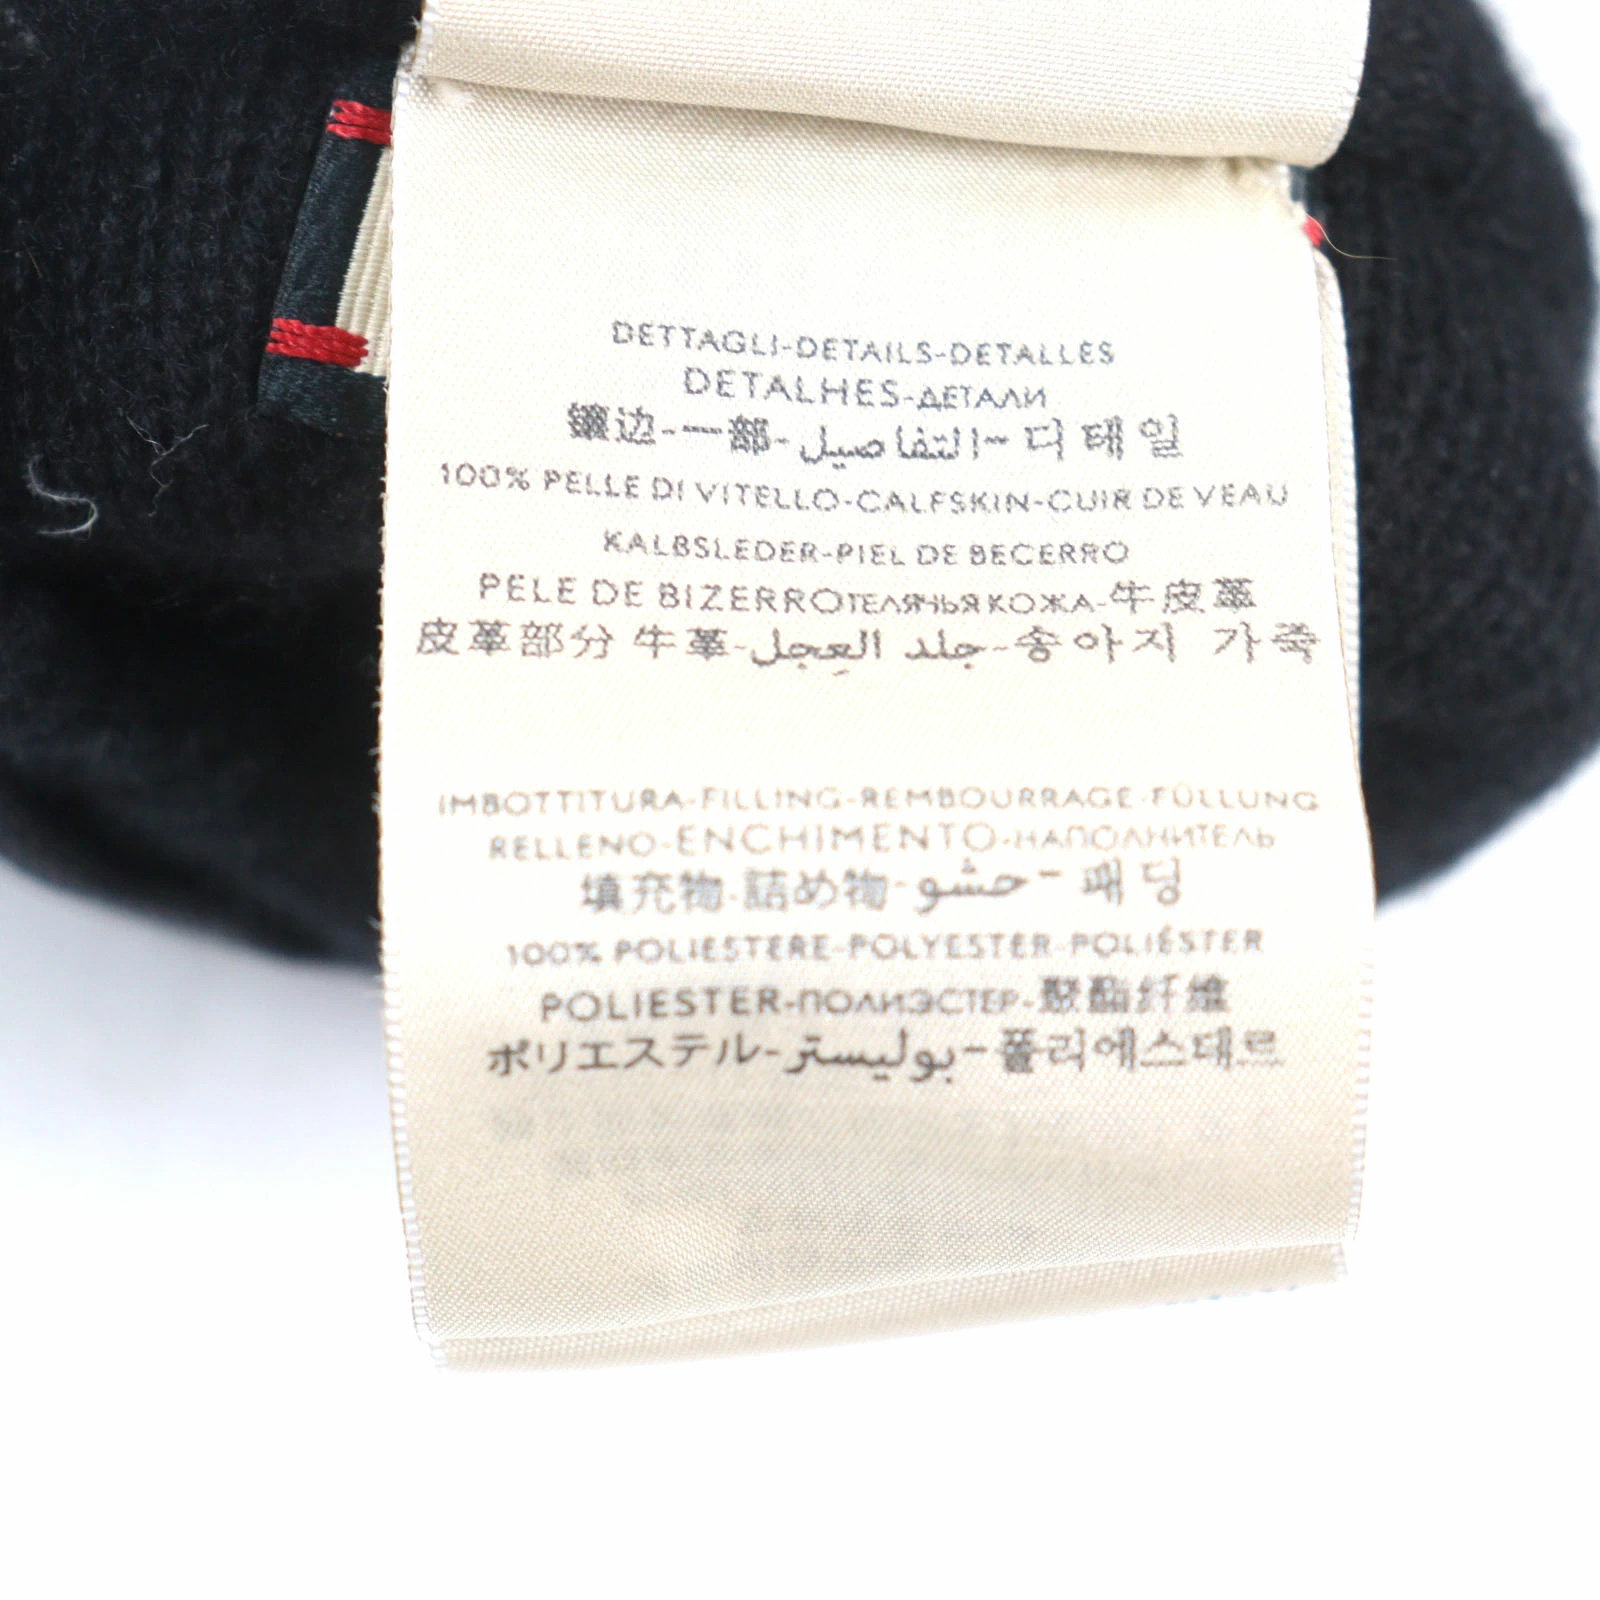 DETTAGLI-DETAILS-DETALLES
DETALHES-ДЕТАЛИ
镶边-一部-التفاصيل-디테일
100% PELLE DI VITELLO-CALFSKIN-CUIR DE VEAU
KALBSLEDER-PIEL DE BECERRO
PELE DE BIZERROТЕЛЯЧЬЯ КОЖА-牛皮革
皮革部分 牛革-جلد العجل-송아지 가죽
IMBOTTITURA-FILLING-REMBOURRAGE-FÜLLUNG
RELLENO-ENCHIMENTO-НАПОЛНИТЕЛЬ
填充物-詰め物-حشو-패딩
100% POLIESTERE-POLYESTER-POLIÉSTER
POLIESTER-ПОЛИЭСТЕР-聚酯纤维
ポリエステル-بوليستر-폴리에스테르